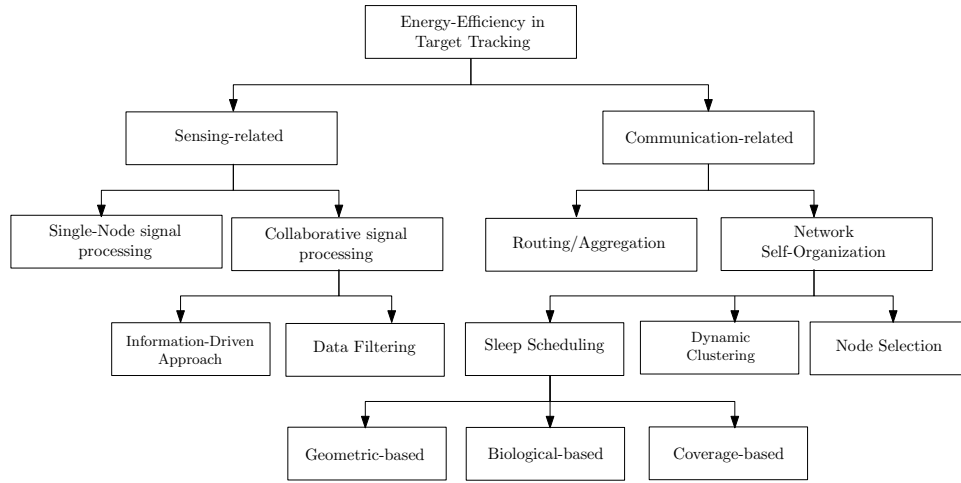 Energy-Efficiency in
Target Tracking
Sensing-related
Communication-related
Single-Node signal
processing
Collaborative signal
processing
Routing/Aggregation
Network
Self-Organization
Information-Driven
Approach
Data Filtering
Sleep Scheduling
Dynamic
Clustering
Node Selection
Geometric-based
Biological-based
Coverage-based